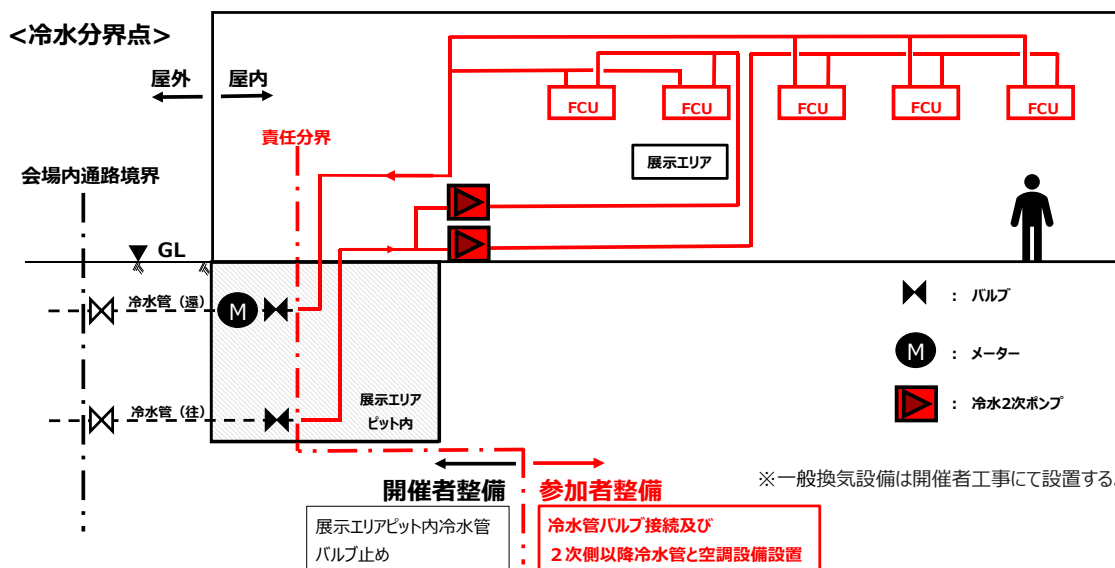 <冷水分界点>
屋外
屋内
責任分界
会場内通路境界
GL
FCU
FCU
FCU
FCU
FCU
展示エリア
冷水管（還）
M
冷水管（往）
展示エリア
ピット内
： バルブ
M ： メーター
： 冷水2次ポンプ
開催者整備
参加者整備
※一般換気設備は開催者工事にて設置する。
展示エリアピット内冷水管
バルブ止め
冷水管バルブ接続及び
２次側以降冷水管と空調設備設置